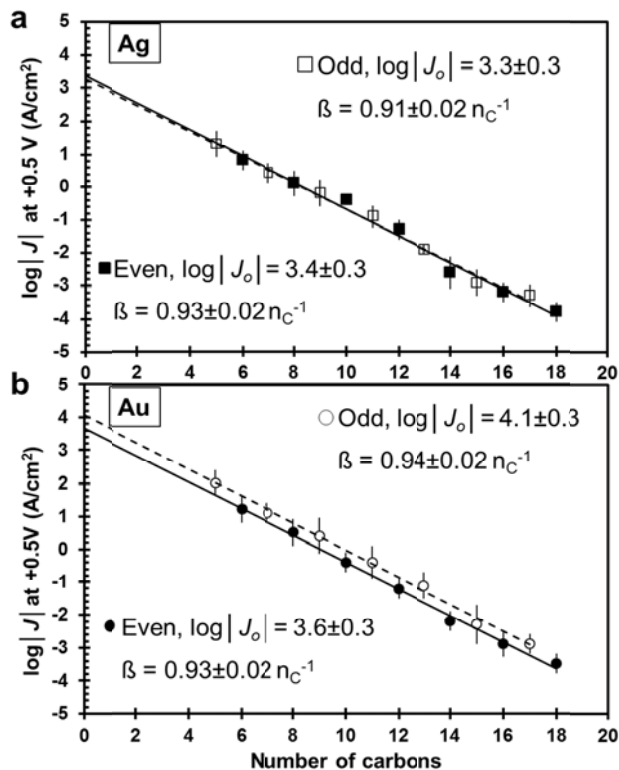 a
Ag
Odd, log|Jo| = 3.3±0.3
ß = 0.91±0.02 nC-1
Even, log|Jo| = 3.4±0.3
ß = 0.93±0.02 nC-1
log|J| at +0.5 V (A/cm2)
5
4
3
2
1
0
-1
-2
-3
-4
-5
0 2 4 6 8 10 12 14 16 18 20
b
Au
Odd, log|Jo| = 4.1±0.3
ß = 0.94±0.02 nC-1
Even, log|Jo| = 3.6±0.3
ß = 0.93±0.02 nC-1
log|J| at +0.5V (A/cm2)
5
4
3
2
1
0
-1
-2
-3
-4
-5
0 2 4 6 8 10 12 14 16 18 20
Number of carbons